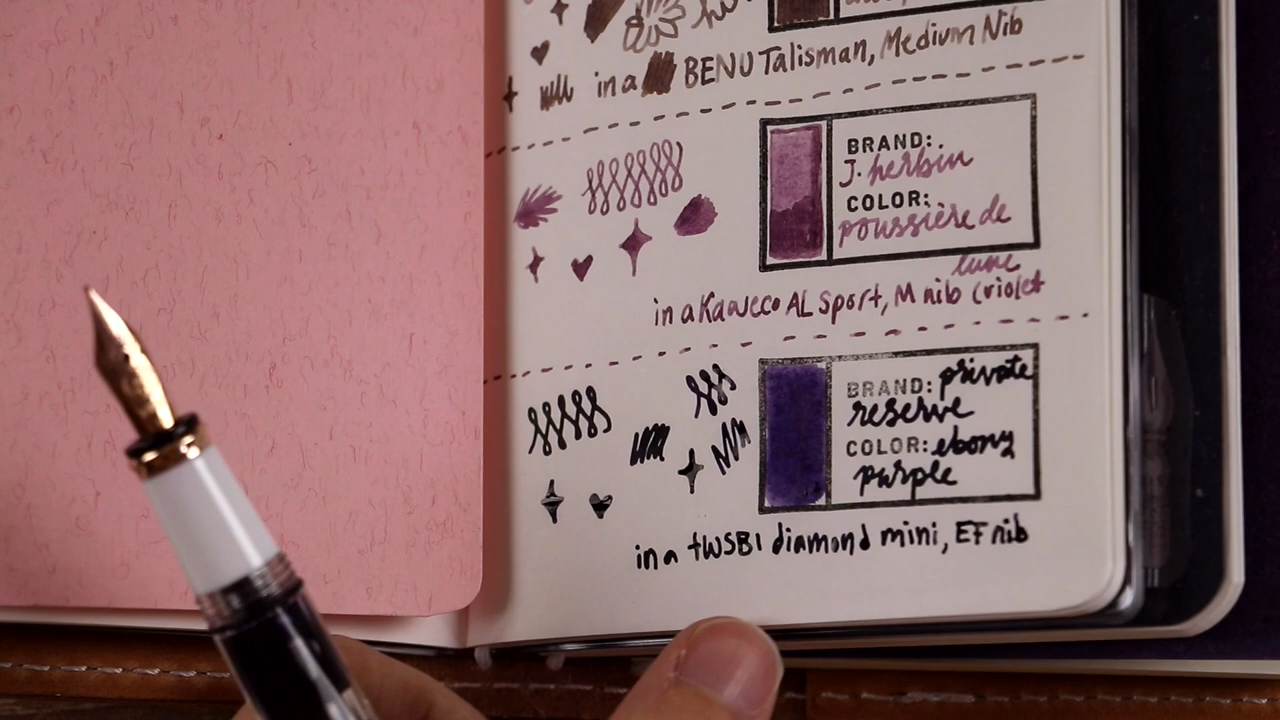 in a BENU Talisman, Medium Nib
BRAND:
J. herbin
COLOR:
poussière de
lune
in a Kaweco AL Sport, M nib (violet
BRAND: private
reserve
COLOR: ebony
purple
in a tWSBI diamond mini, EF nib